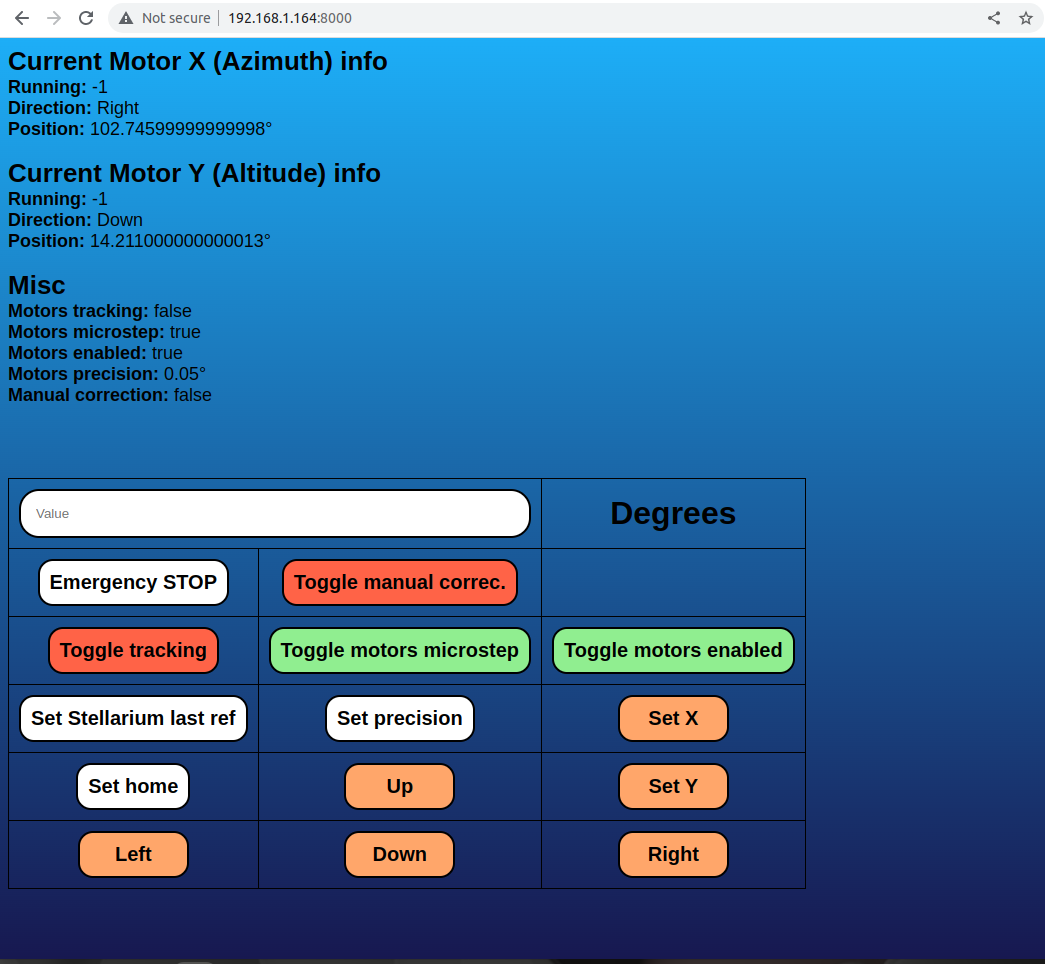 Not secure 192.168.1.164:8000
Current Motor X (Azimuth) info
Running: -1
Direction: Right
Position: 102.74599999999998°
Current Motor Y (Altitude) info
Running: -1
Direction: Down
Position: 14.211000000000013°
Misc
Motors tracking: false
Motors microstep: true
Motors enabled: true
Motors precision: 0.05°
Manual correction: false
Value Degrees
Emergency STOP Toggle manual correc.
Toggle tracking Toggle motors microstep Toggle motors enabled
Set Stellarium last ref Set precision Set X
Set home Up Set Y
Left Down Right